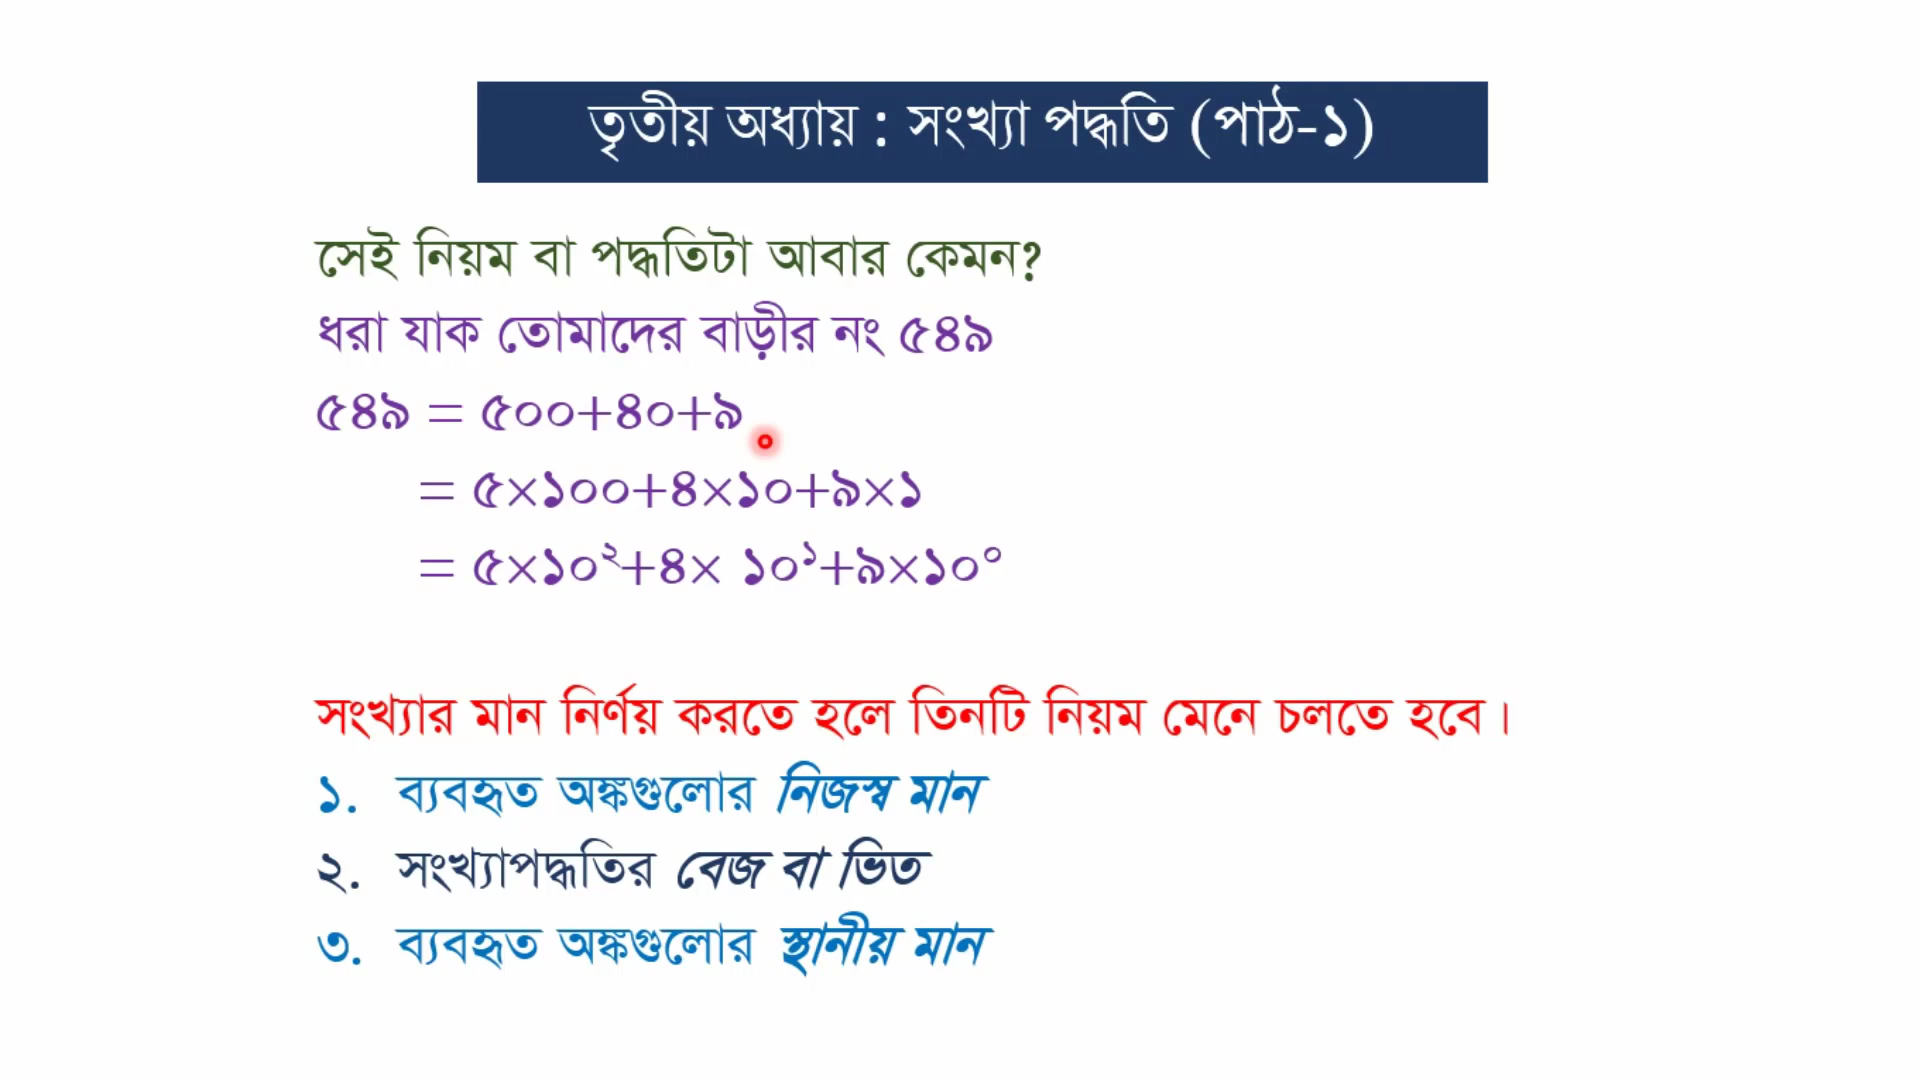 তৃতীয় অধ্যায় : সংখ্যা পদ্ধতি (পাঠ-১)
সেই নিয়ম বা পদ্ধতিটা আবার কেমন?
ধরা যাক তোমাদের বাড়ীর নং ৫৪৯
৫৪৯ = ৫০০+৪০+৯
= ৫×১০০+৪×১০+৯×১
= ৫×১০²+৪× ১০¹+৯×১০⁰
সংখ্যার মান নির্ণয় করতে হলে তিনটি নিয়ম মেনে চলতে হবে।
১. ব্যবহৃত অঙ্কগুলোর নিজস্ব মান
২. সংখ্যাপদ্ধতির বেজ বা ভিত
৩. ব্যবহৃত অঙ্কগুলোর স্থানীয় মান